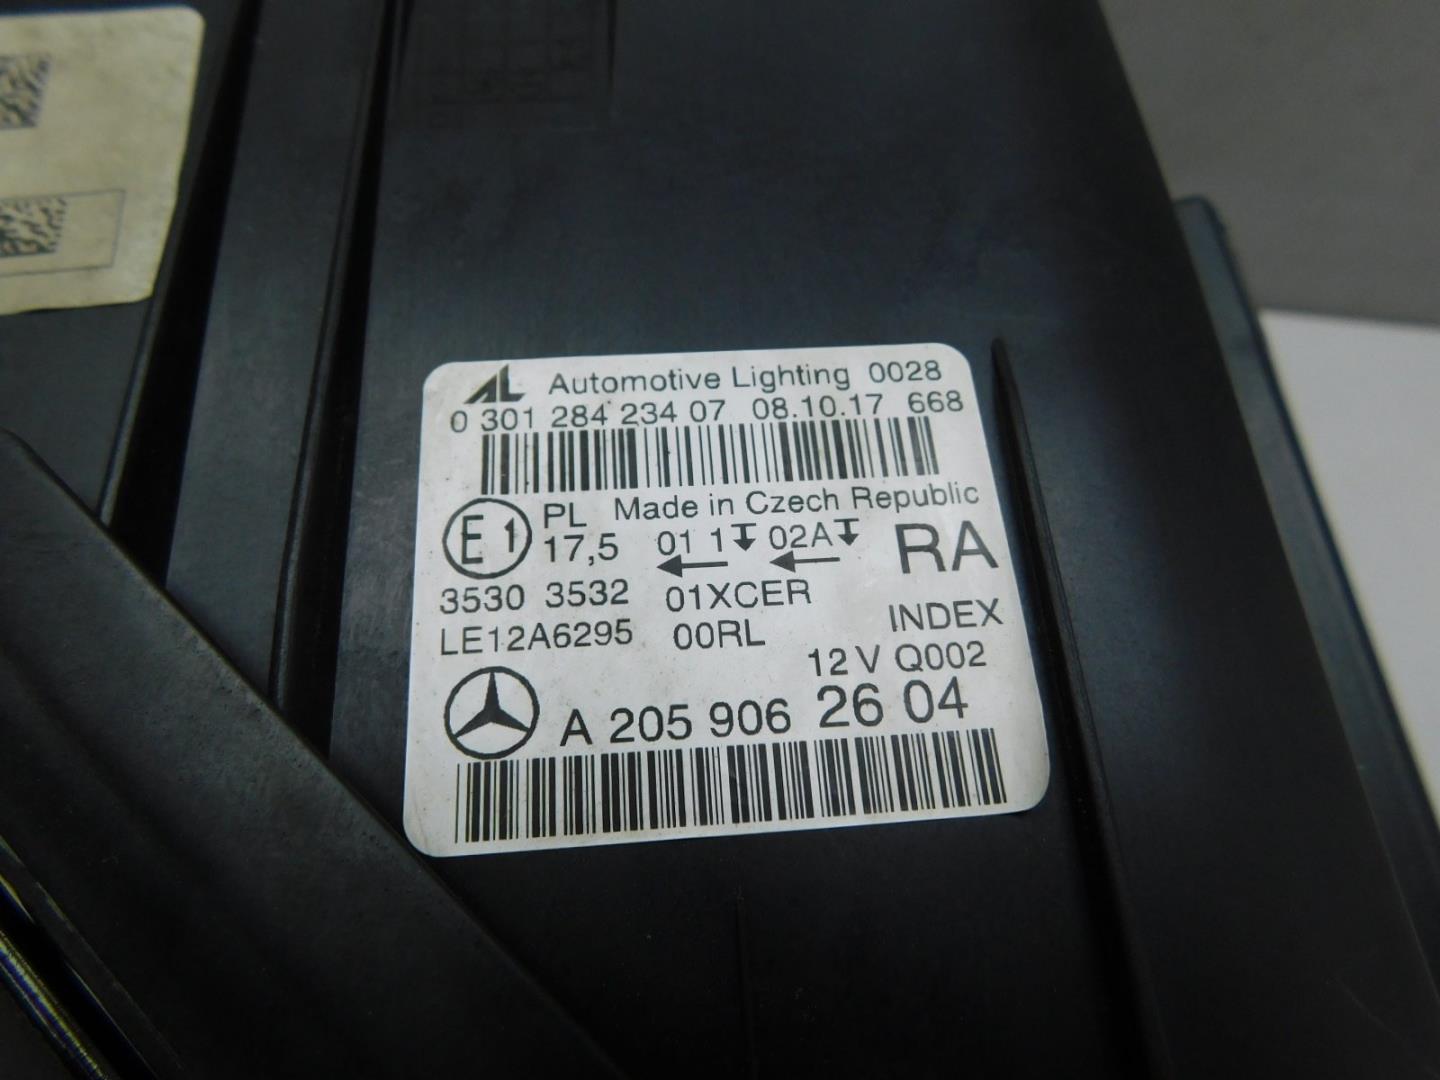 AL Automotive Lighting 0028
0 301 284 234 07 08.10.17 668
E1 PL Made in Czech Republic
17,5 01 1 02A RA
3530 3532 01XCER
LE12A6295 00RL INDEX
12 V Q002
A 205 906 26 04